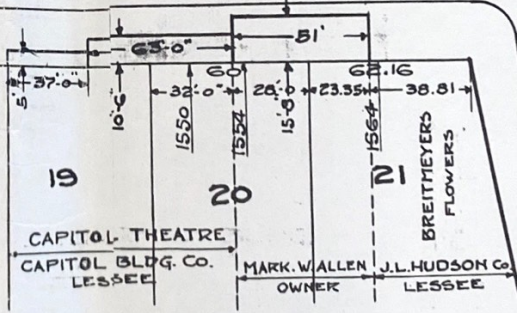 63'-0"
51'
60
62.16
37'-0"
32'-0"
28'-0"
23.35
38.81
5'
10'-6
1550
1554
15'-8"
1564
19
20
21
BREITMEYERS
FLOWERS
CAPITOL THEATRE
CAPITOL BLDG. CO.
LESSEE
MARK. W. ALLEN
OWNER
J.L. HUDSON Co.
LESSEE